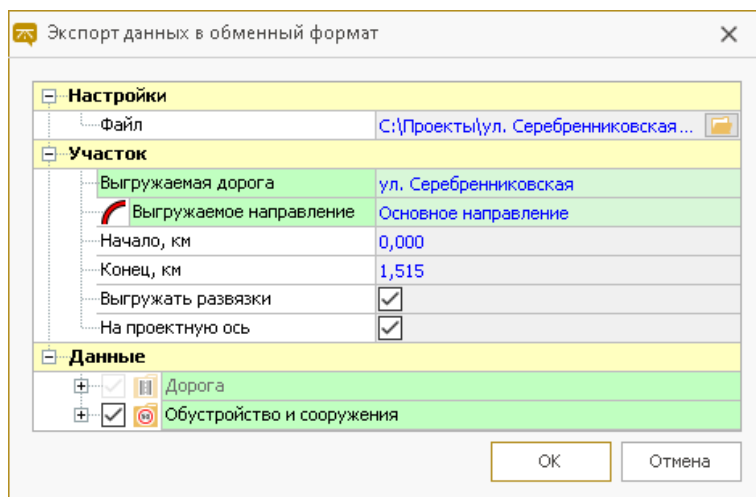 Экспорт данных в обменный формат
Настройки
Файл C:\Проекты\ул. Серебренниковская...
Участок
Выгружаемая дорога ул. Серебренниковская
Выгружаемое направление Основное направление
Начало, км 0,000
Конец, км 1,515
Выгружать развязки
На проектную ось
Данные
Дорога
Обустройство и сооружения
OK Отмена